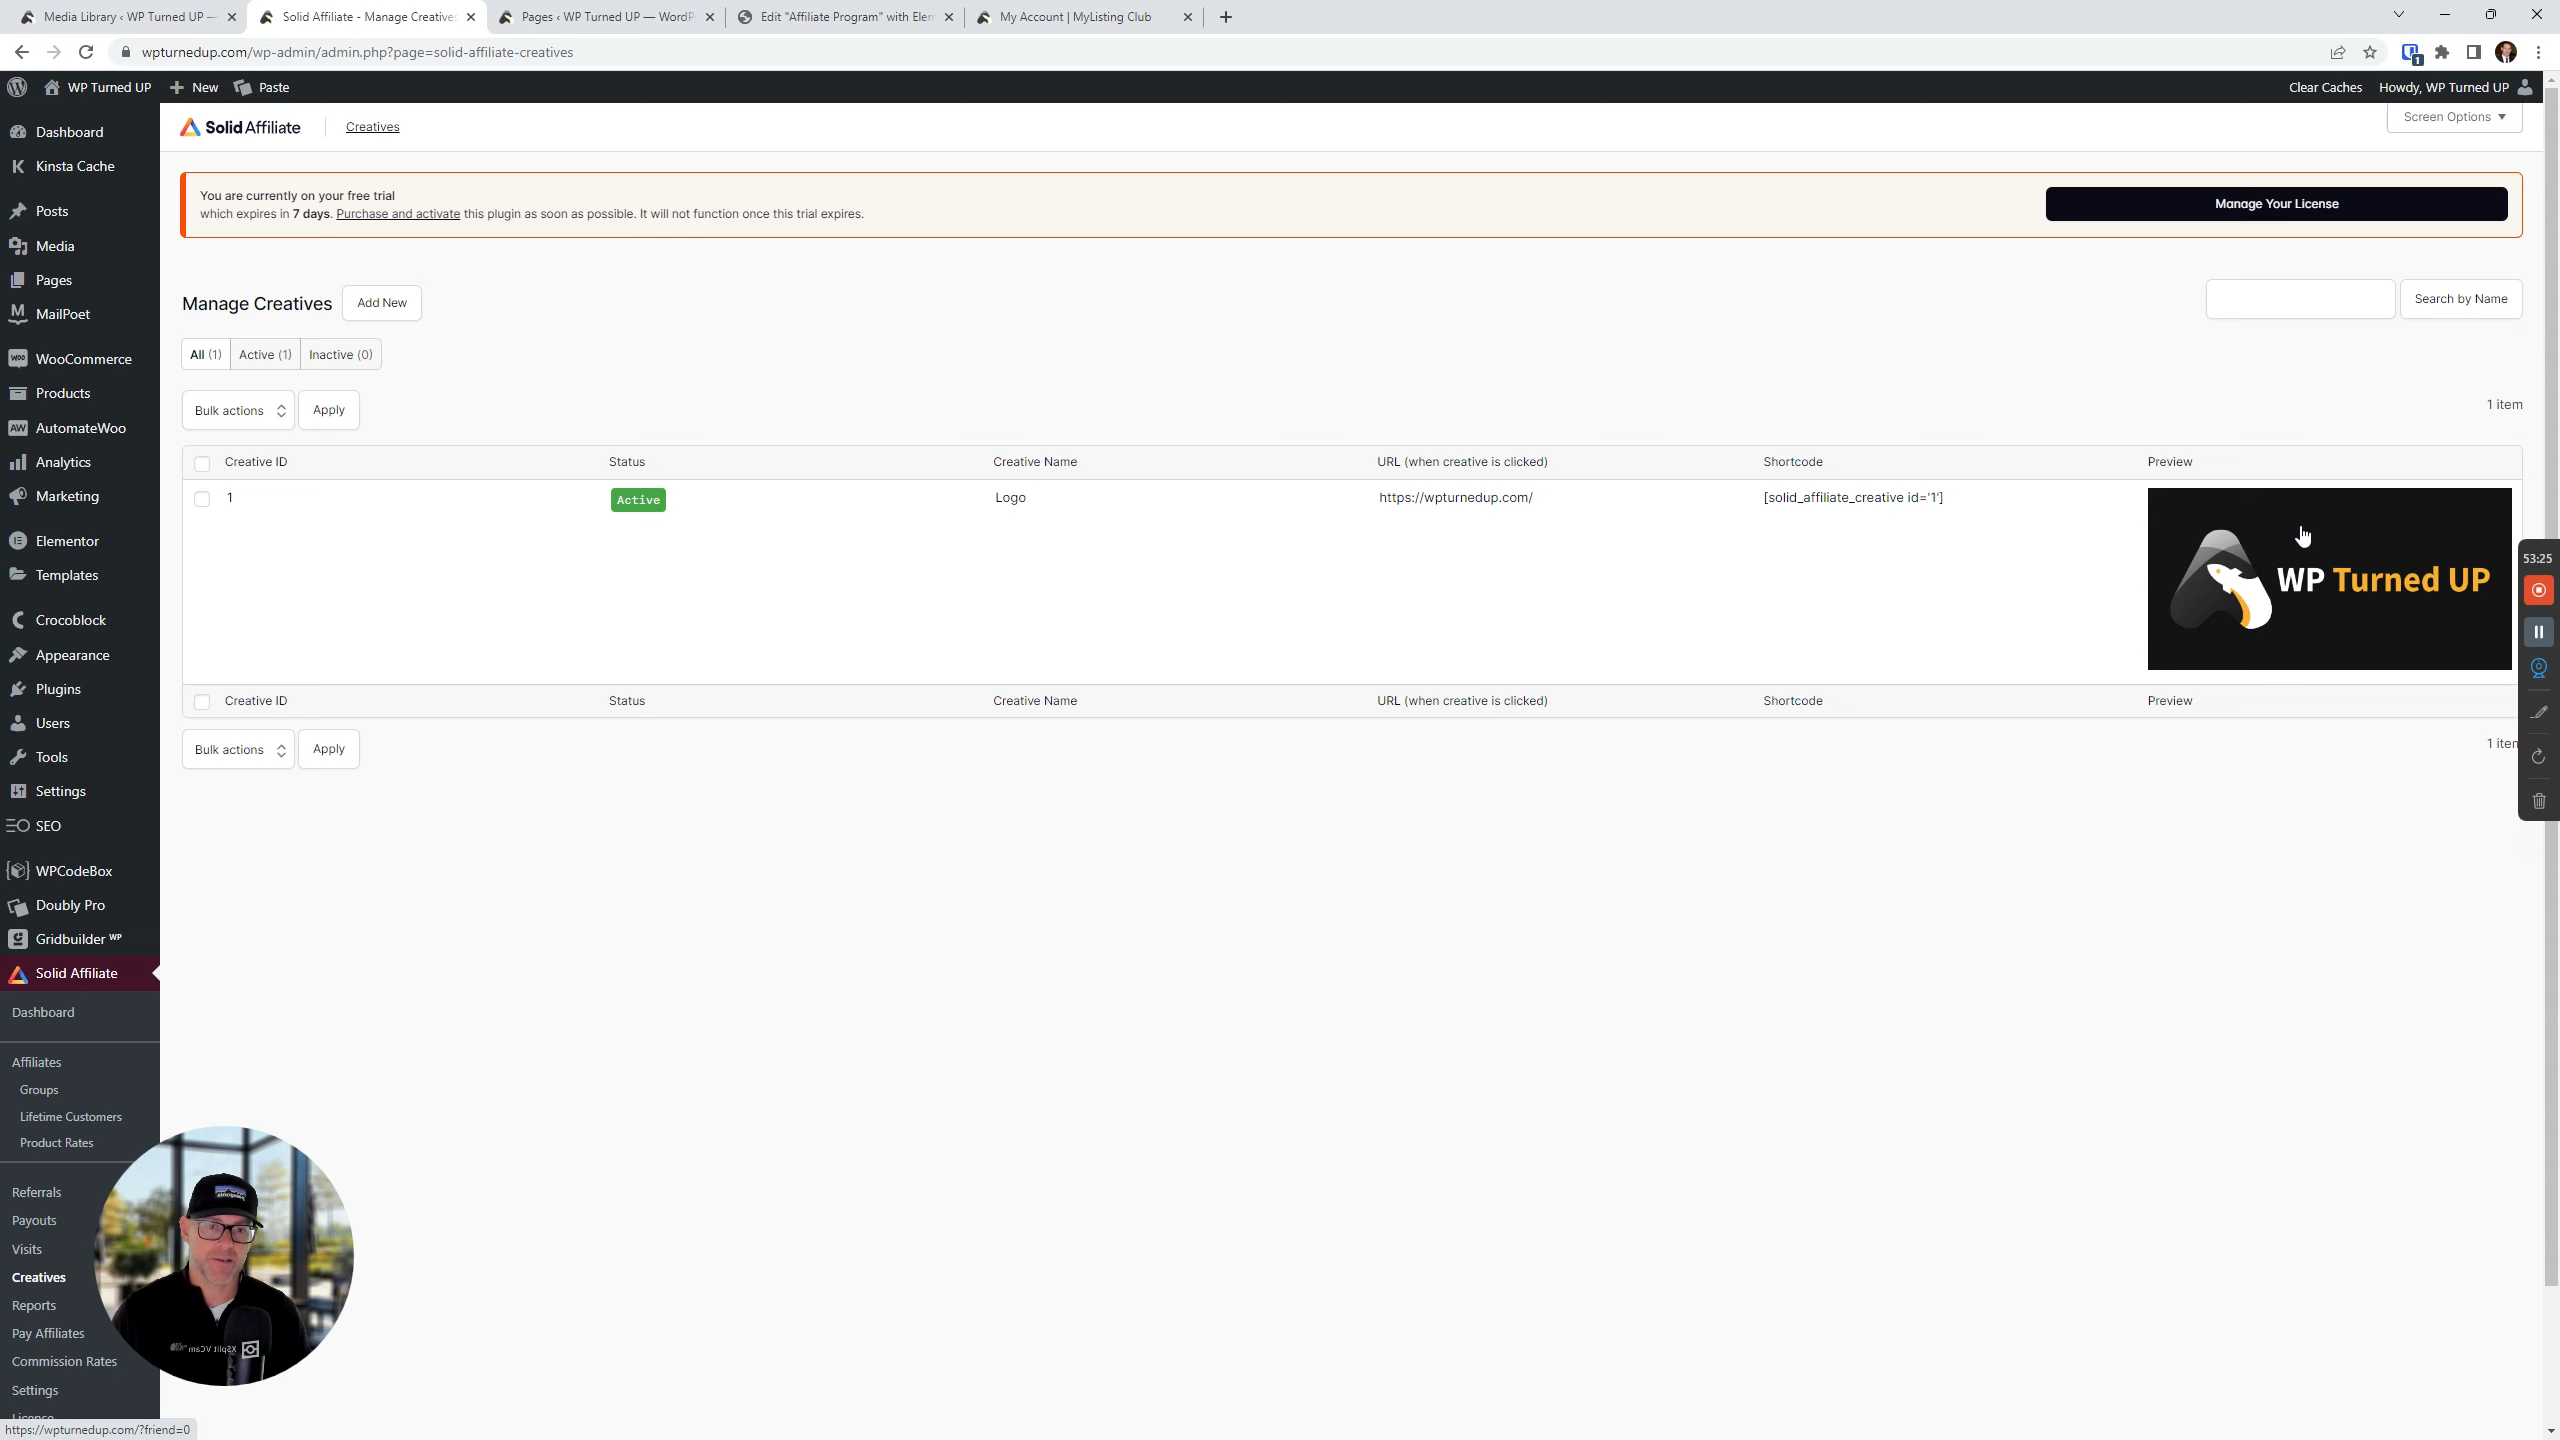 Media Library ‹ WP Turned UP —
Solid Affiliate - Manage Creatives
Pages ‹ WP Turned UP — WordP
Edit "Affiliate Program" with Elem
My Account | MyListing Club
wpturnedup.com/wp-admin/admin.php?page=solid-affiliate-creatives
WP Turned UP
New
Paste
Clear Caches
Howdy, WP Turned UP
Dashboard
Kinsta Cache
Posts
Media
Pages
MailPoet
WooCommerce
Products
AutomateWoo
Analytics
Marketing
Elementor
Templates
Crocoblock
Appearance
Plugins
Users
Tools
Settings
SEO
WPCodeBox
Doubly Pro
Gridbuilder WP
Solid Affiliate
Dashboard
Affiliates
Groups
Lifetime Customers
Product Rates
Referrals
Payouts
Visits
Creatives
Reports
Pay Affiliates
Commission Rates
Settings
License
Solid Affiliate
Creatives
Screen Options
You are currently on your free trial
which expires in 7 days. Purchase and activate this plugin as soon as possible. It will not function once this trial expires.
Manage Your License
Manage Creatives
Add New
Search by Name
All (1)
Active (1)
Inactive (0)
Bulk actions
Apply
1 item
Creative ID
Status
Creative Name
URL (when creative is clicked)
Shortcode
Preview
1
Active
Logo
https://wpturnedup.com/
[solid_affiliate_creative id='1']
WP Turned UP
Creative ID
Status
Creative Name
URL (when creative is clicked)
Shortcode
Preview
Bulk actions
Apply
1 item
53:25
XSplit VCam
https://wpturnedup.com/?friend=0